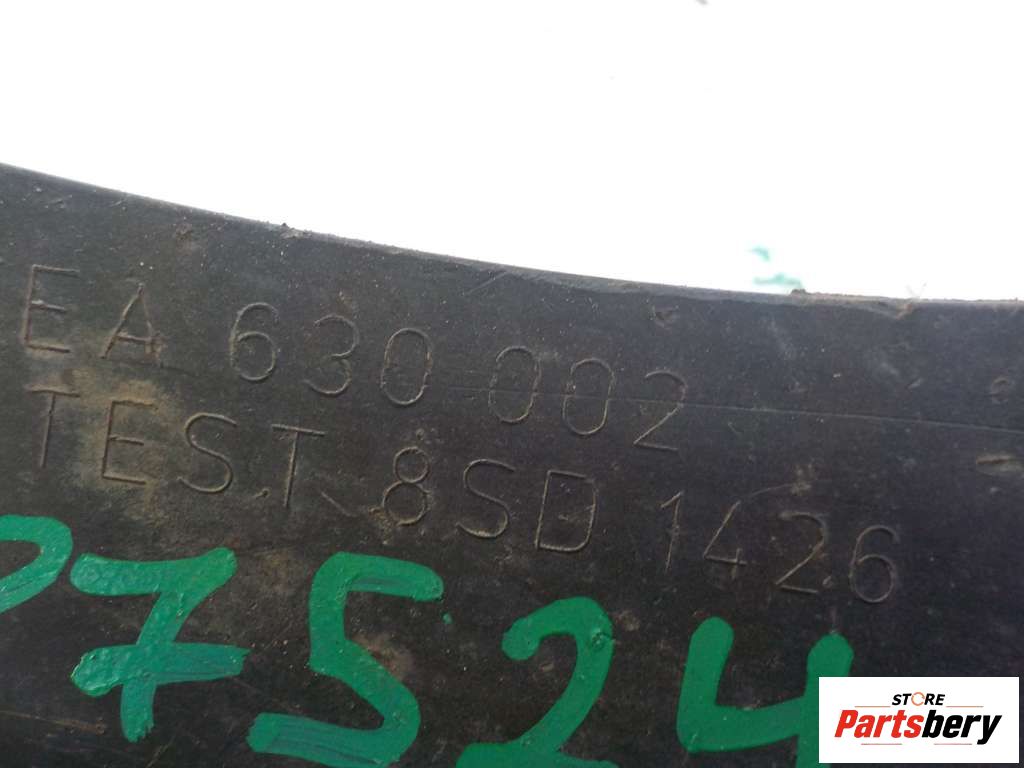 EA 630 002
TEST 8SD 1426
7524
STORE
Partsbery